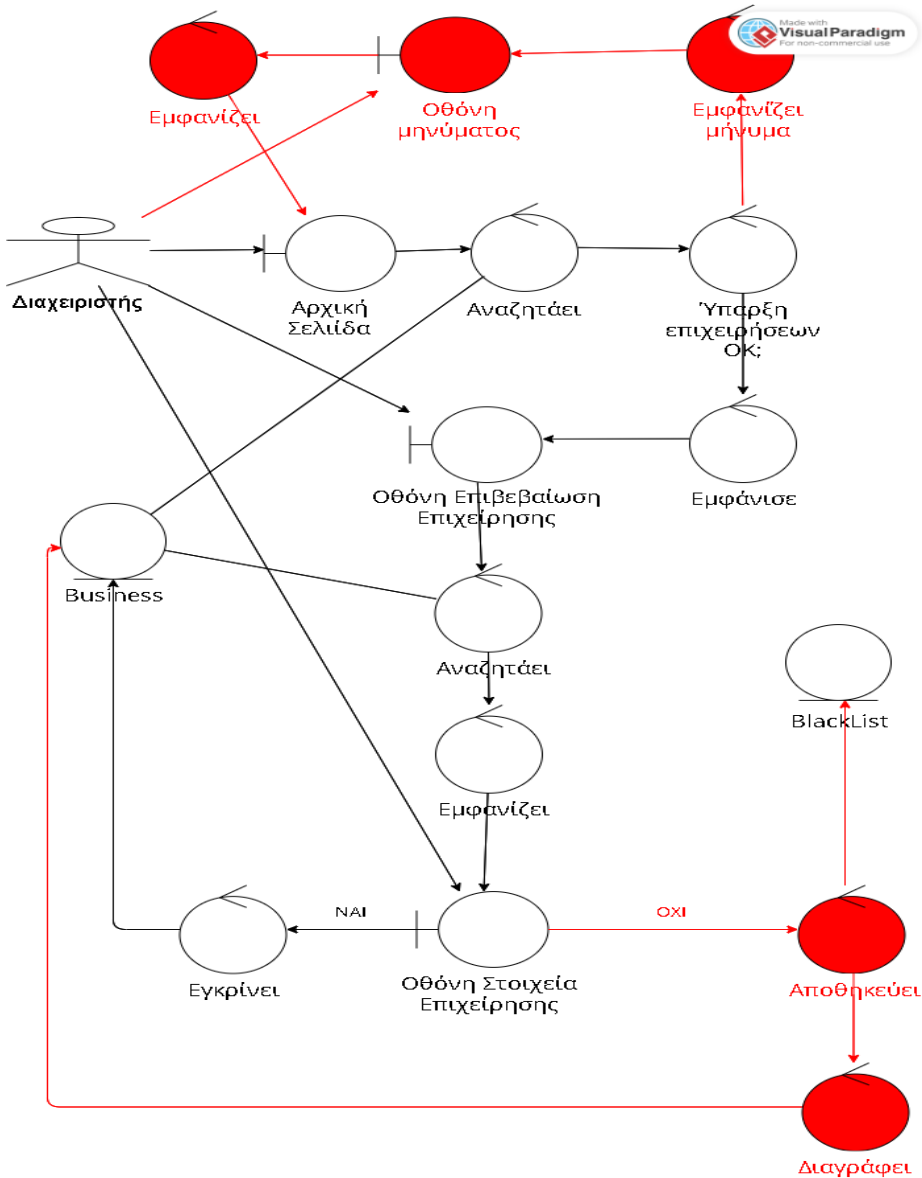 Made with
Visual Paradigm
For non-commercial use
Εμφανίζει
Οθόνη
μηνύματος
Εμφανίζει
μήνυμα
Διαχειριστής
Αρχική
Σελιίδα
Αναζητάει
Ύπαρξη
επιχειρήσεων
ΟΚ;
Οθόνη Επιβεβαίωση
Επιχείρησης
Εμφάνισε
Business
Αναζητάει
BlackList
Εμφανίζει
ΝΑΙ
ΟΧΙ
Εγκρίνει
Οθόνη Στοιχεία
Επιχείρησης
Αποθηκεύει
Διαγράφει